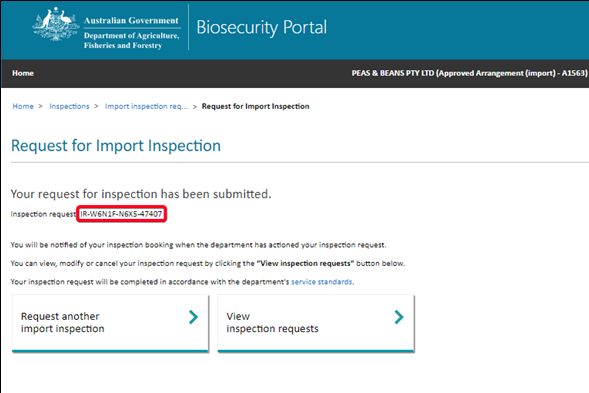 Australian Government
Department of Agriculture,
Fisheries and Forestry
Biosecurity Portal
Home
PEAS & BEANS PTY LTD (Approved Arrangement (import) - A1563)
Home > Inspections > Import inspection req... > Request for Import Inspection
Request for Import Inspection
Your request for inspection has been submitted.
Inspection request IR-W6N1F-N6X5-47407
You will be notified of your inspection booking when the department has actioned your inspection request.
You can view, modify or cancel your inspection request by clicking the "View inspection requests" button below.
Your inspection request will be completed in accordance with the department's service standards.
Request another
import inspection
View
inspection requests